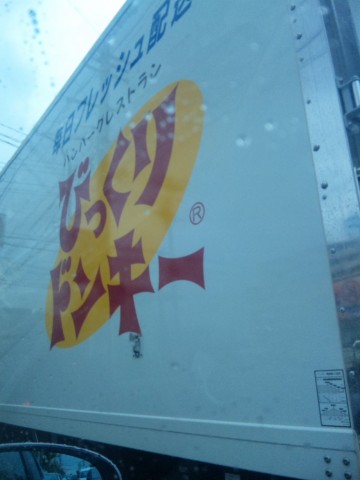 毎日フレッシュ配送
ハンバーグレストラン
びっくり
ドンキー
®